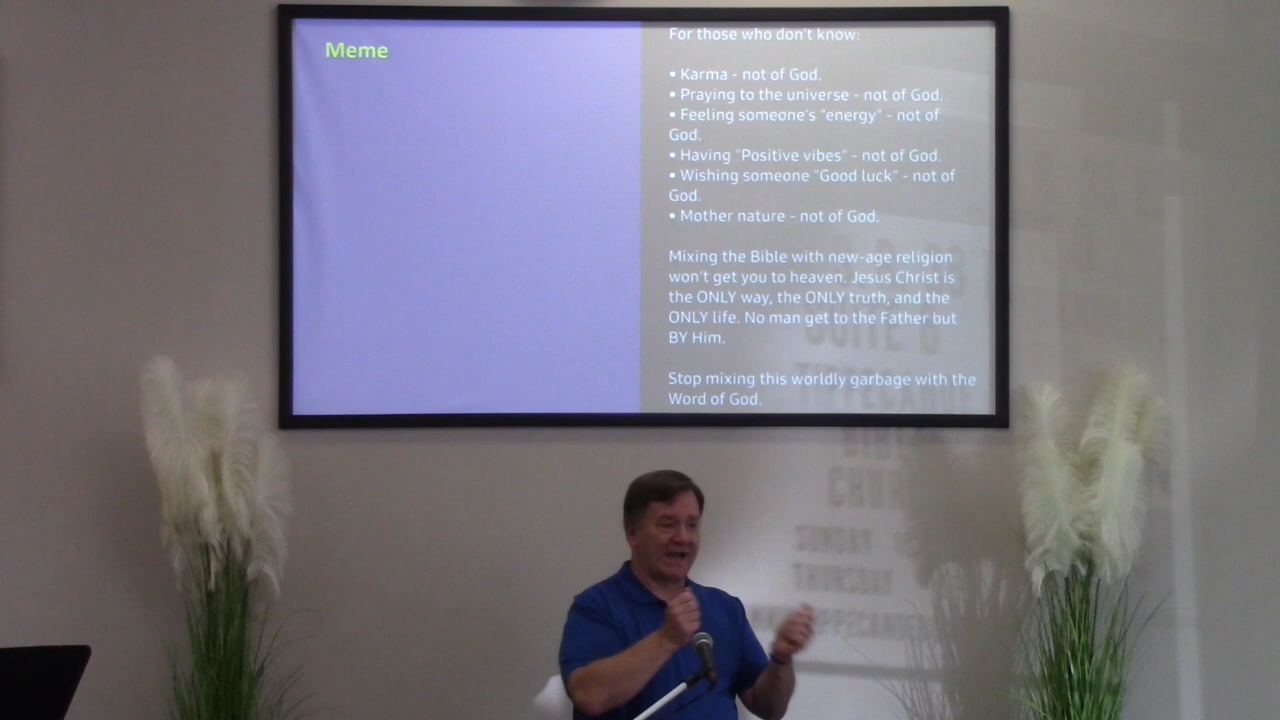 Meme
For those who don't know:
• Karma - not of God.
• Praying to the universe - not of God.
• Feeling someone's "energy" - not of
God.
• Having "Positive vibes" - not of God.
• Wishing someone "Good luck" - not of
God.
• Mother nature - not of God.
Mixing the Bible with new-age religion
won't get you to heaven. Jesus Christ is
the ONLY way, the ONLY truth, and the
ONLY life. No man get to the Father but
BY Him.
Stop mixing this worldly garbage with the
Word of God.
SUITE
TIPPECANOE
SUNDAY
THURSDAY